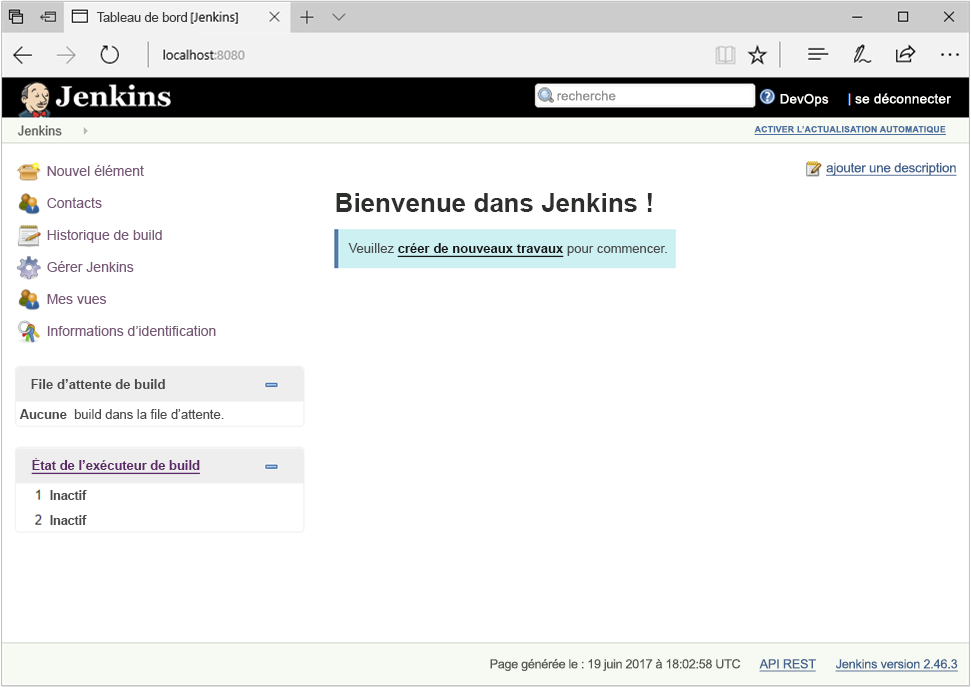 Tableau de bord [Jenkins]
localhost:8080
Jenkins
recherche
? DevOps | se déconnecter
Jenkins
ACTIVER L'ACTUALISATION AUTOMATIQUE
Nouvel élément
ajouter une description
Contacts
Bienvenue dans Jenkins !
Historique de build
Veuillez créer de nouveaux travaux pour commencer.
Gérer Jenkins
Mes vues
Informations d’identification
File d’attente de build
Aucune build dans la file d’attente.
État de l’exécuteur de build
1 Inactif
2 Inactif
Page générée le : 19 juin 2017 à 18:02:58 UTC API REST Jenkins version 2.46.3